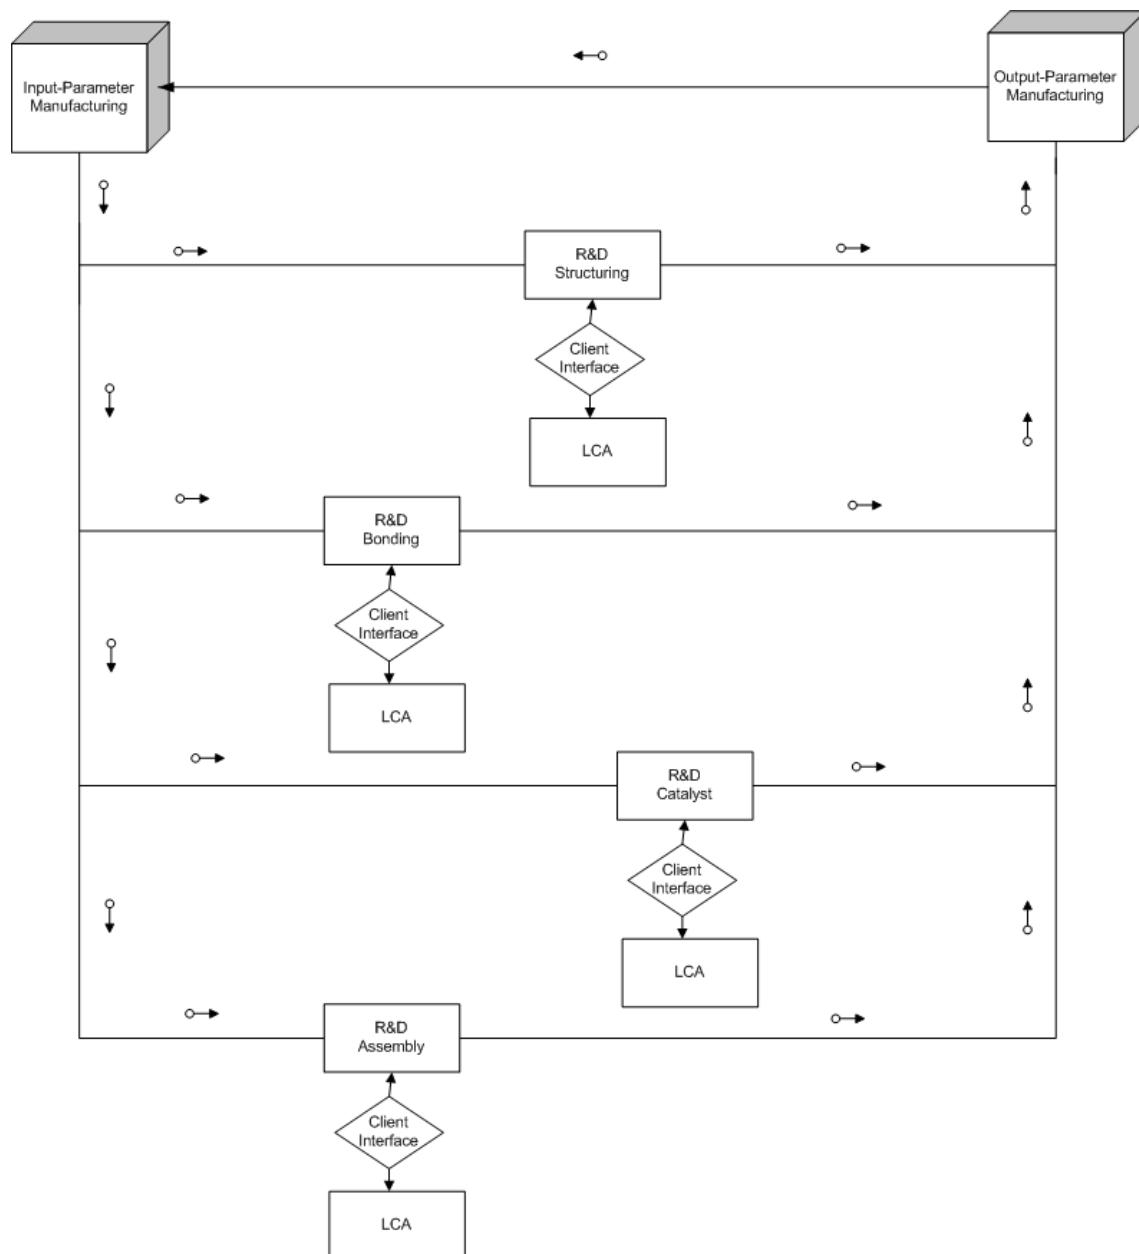 Input-Parameter
Manufacturing
Output-Parameter
Manufacturing
R&D
Structuring
Client
Interface
LCA
R&D
Bonding
Client
Interface
LCA
R&D
Catalyst
Client
Interface
LCA
R&D
Assembly
Client
Interface
LCA